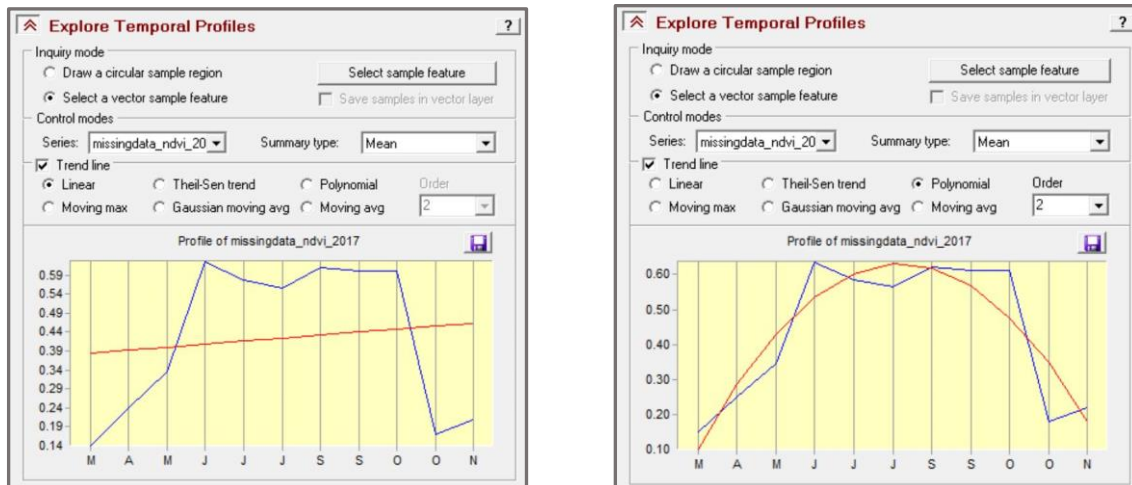 Explore Temporal Profiles ?
Inquiry mode
Draw a circular sample region Select sample feature
Select a vector sample feature Save samples in vector layer
Control modes
Series: missingdata_ndvi_20 Summary type: Mean
Trend line
Linear Theil-Sen trend Polynomial Order
Moving max Gaussian moving avg Moving avg 2
Profile of missingdata_ndvi_2017
0.59
0.54
0.49
0.44
0.39
0.34
0.29
0.24
0.19
0.14
M A M J J J S S O O N
Explore Temporal Profiles ?
Inquiry mode
Draw a circular sample region Select sample feature
Select a vector sample feature Save samples in vector layer
Control modes
Series: missingdata_ndvi_20 Summary type: Mean
Trend line
Linear Theil-Sen trend Polynomial Order
Moving max Gaussian moving avg Moving avg 2
Profile of missingdata_ndvi_2017
0.60
0.50
0.40
0.30
0.20
0.10
M A M J J J S S O O N